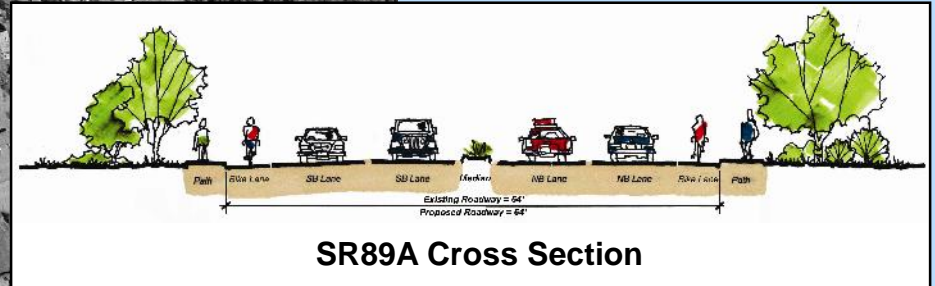 Path Bike Lane SB Lane SB Lane Median NB Lane NB Lane Bike Lane Path
Existing Roadway = 64'
Proposed Roadway = 64'
SR89A Cross Section